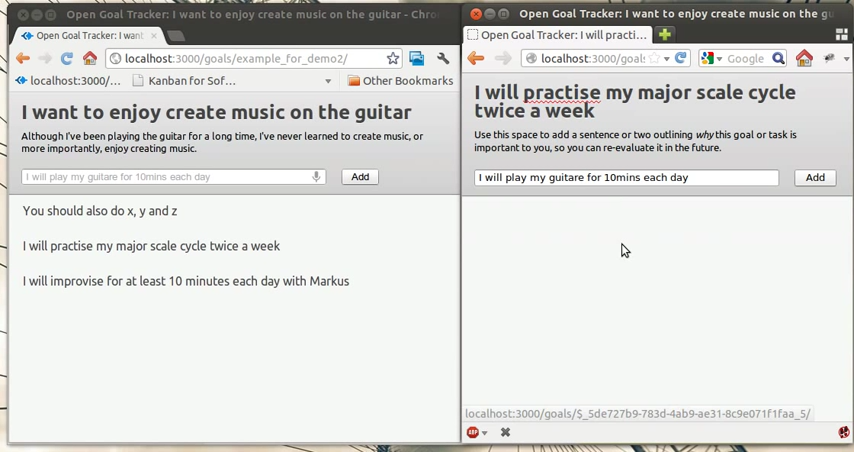 Open Goal Tracker: I want to enjoy create music on the guitar - Chro
Open Goal Tracker: I want
localhost:3000/goals/example_for_demo2/
localhost:3000/...
Kanban for Sof...
Other Bookmarks
I want to enjoy create music on the guitar
Although I've been playing the guitar for a long time, I've never learned to create music, or
more importantly, enjoy creating music.
I will play my guitare for 10mins each day
Add
You should also do x, y and z
I will practise my major scale cycle twice a week
I will improvise for at least 10 minutes each day with Markus
Open Goal Tracker: I want to enjoy create music on the gu
Open Goal Tracker: I will practi...
localhost:3000/goals
Google
I will practise my major scale cycle
twice a week
Use this space to add a sentence or two outlining why this goal or task is
important to you, so you can re-evaluate it in the future.
I will play my guitare for 10mins each day
Add
localhost:3000/goals/$_5de727b9-783d-4ab9-ae31-8c9e071f1faa_5/
ABP